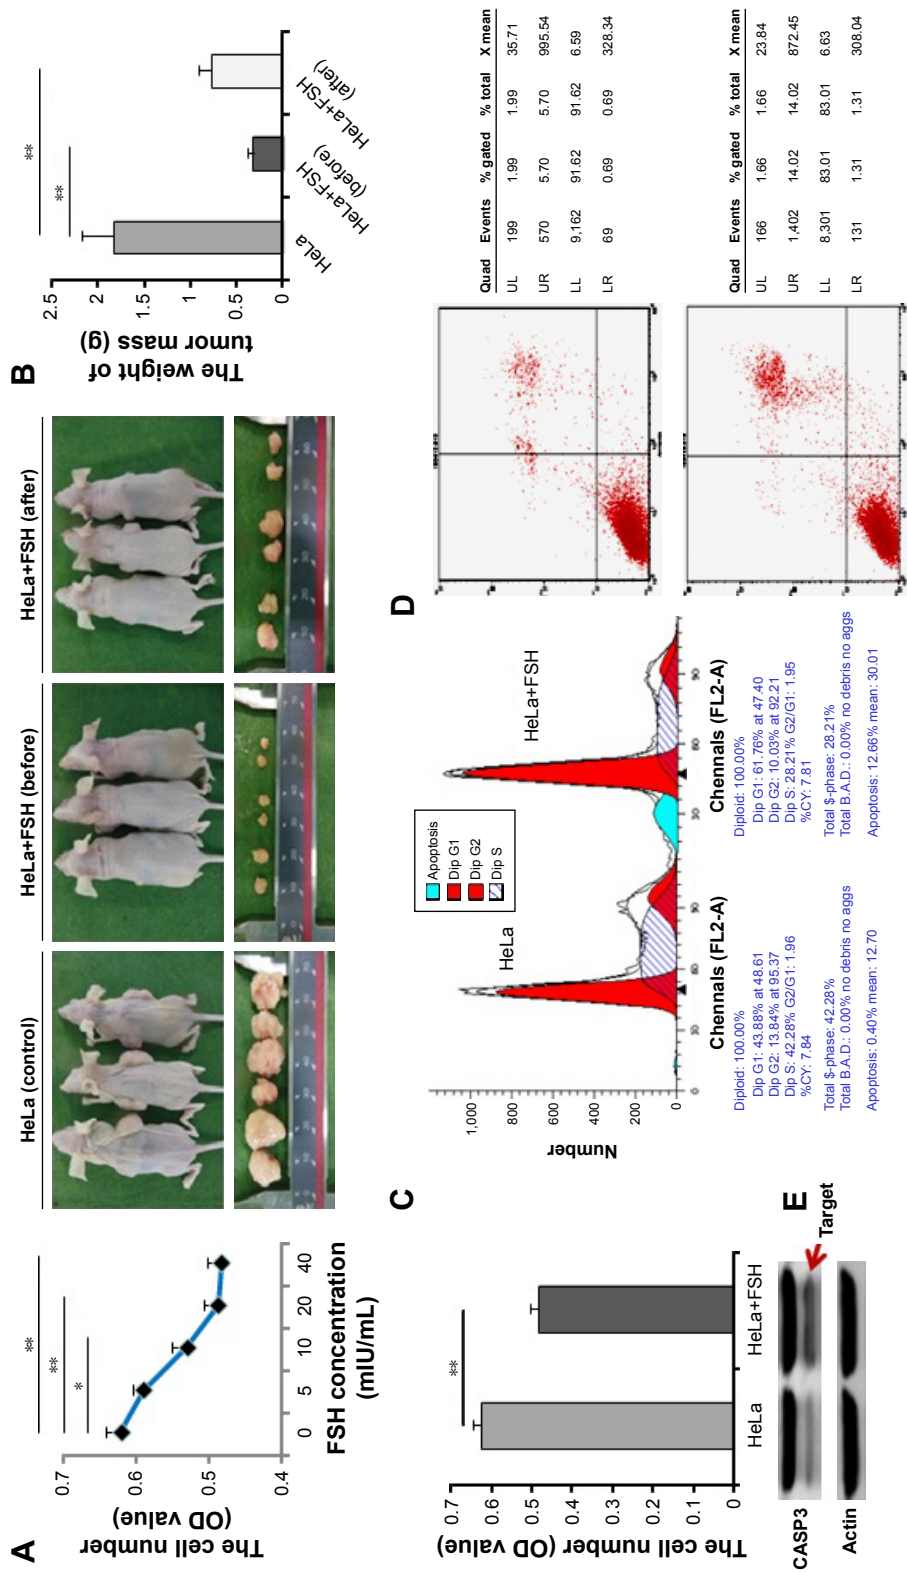 A
The cell number
(OD value)
0.7
0.6
0.5
0.4
0
5
10
20
40
FSH concentration
(mIU/mL)
*
**
**
HeLa (control)
HeLa+FSH (before)
HeLa+FSH (after)
B
The weight of
tumor mass (g)
2.5
2
1.5
1
0.5
0
HeLa
HeLa+FSH
(before)
HeLa+FSH
(after)
**
**
C
The cell number (OD value)
0.7
0.6
0.5
0.4
0.3
0.2
0.1
0
HeLa
HeLa+FSH
**
Number
1,000
800
600
400
200
0
HeLa
HeLa+FSH
Apoptosis
Dip G1
Dip G2
Dip S
0 30 60 90
30 60 90
Chennals (FL2-A)
Diploid: 100.00%
Dip G1: 43.88% at 48.61
Dip G2: 13.84% at 95.37
Dip S: 42.28% G2/G1: 1.96
%CY: 7.84
Total $-phase: 42.28%
Total B.A.D.: 0.00% no debris no aggs
Apoptosis: 0.40% mean: 12.70
Chennals (FL2-A)
Diploid: 100.00%
Dip G1: 61.76% at 47.40
Dip G2: 10.03% at 92.21
Dip S: 28.21% G2/G1: 1.95
%CY: 7.81
Total $-phase: 28.21%
Total B.A.D.: 0.00% no debris no aggs
Apoptosis: 12.66% mean: 30.01
D
Quad Events % gated % total X mean
UL 199 1.99 1.99 35.71
UR 570 5.70 5.70 995.54
LL 9,162 91.62 91.62 6.59
LR 69 0.69 0.69 328.34
Quad Events % gated % total X mean
UL 166 1.66 1.66 23.84
UR 1,402 14.02 14.02 872.45
LL 8,301 83.01 83.01 6.63
LR 131 1.31 1.31 308.04
E
CASP3
Actin
Target